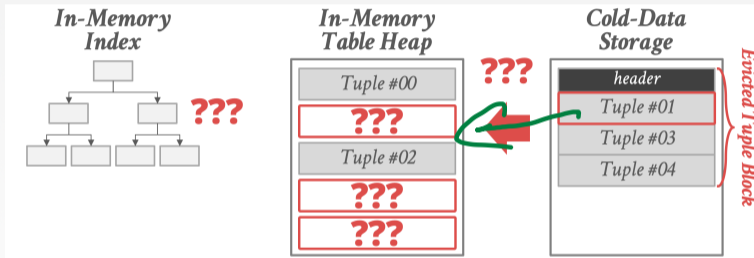 In-Memory
Index
???
In-Memory
Table Heap
Tuple #00
???
Tuple #02
???
???
???
Cold-Data
Storage
header
Tuple #01
Tuple #03
Tuple #04
Evicted Tuple Block